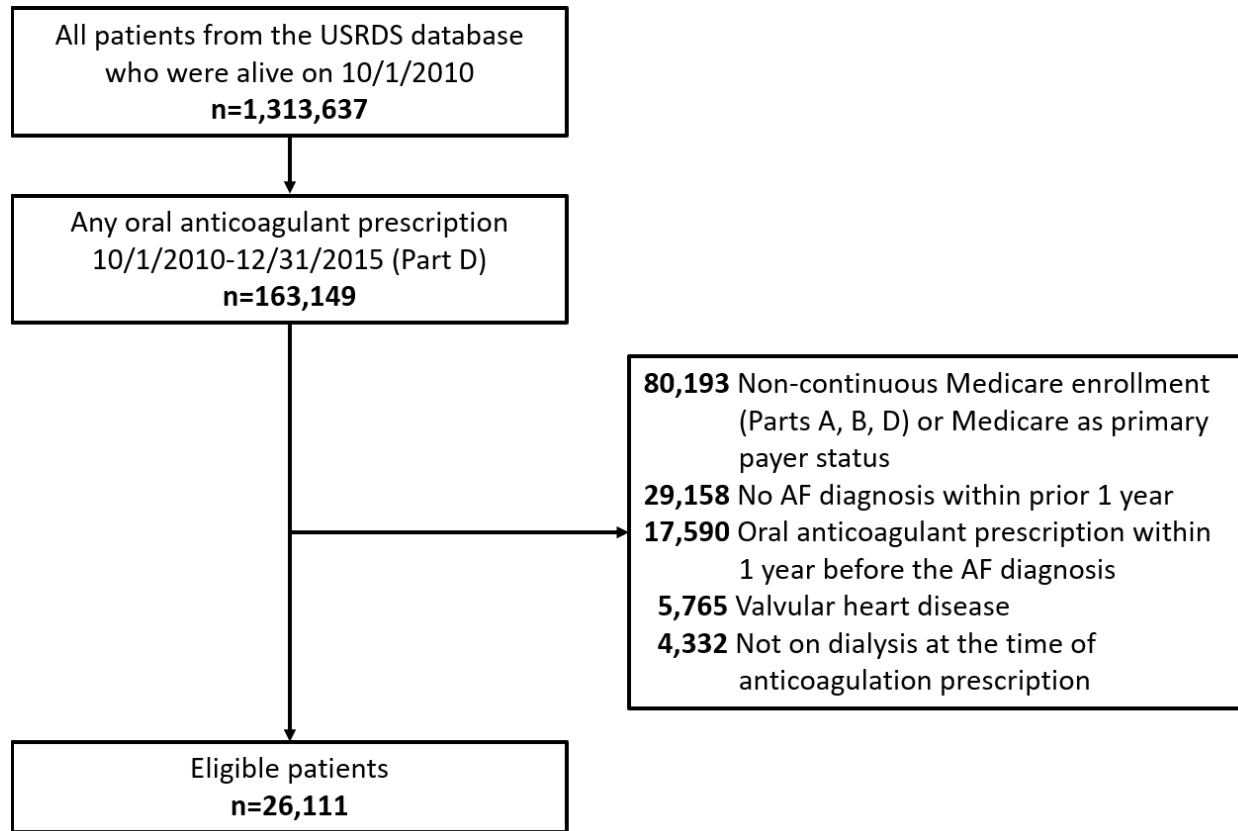 All patients from the USRDS database
who were alive on 10/1/2010
n=1,313,637
Any oral anticoagulant prescription
10/1/2010-12/31/2015 (Part D)
n=163,149
80,193 Non-continuous Medicare enrollment
(Parts A, B, D) or Medicare as primary
payer status
29,158 No AF diagnosis within prior 1 year
17,590 Oral anticoagulant prescription within
1 year before the AF diagnosis
5,765 Valvular heart disease
4,332 Not on dialysis at the time of
anticoagulation prescription
Eligible patients
n=26,111